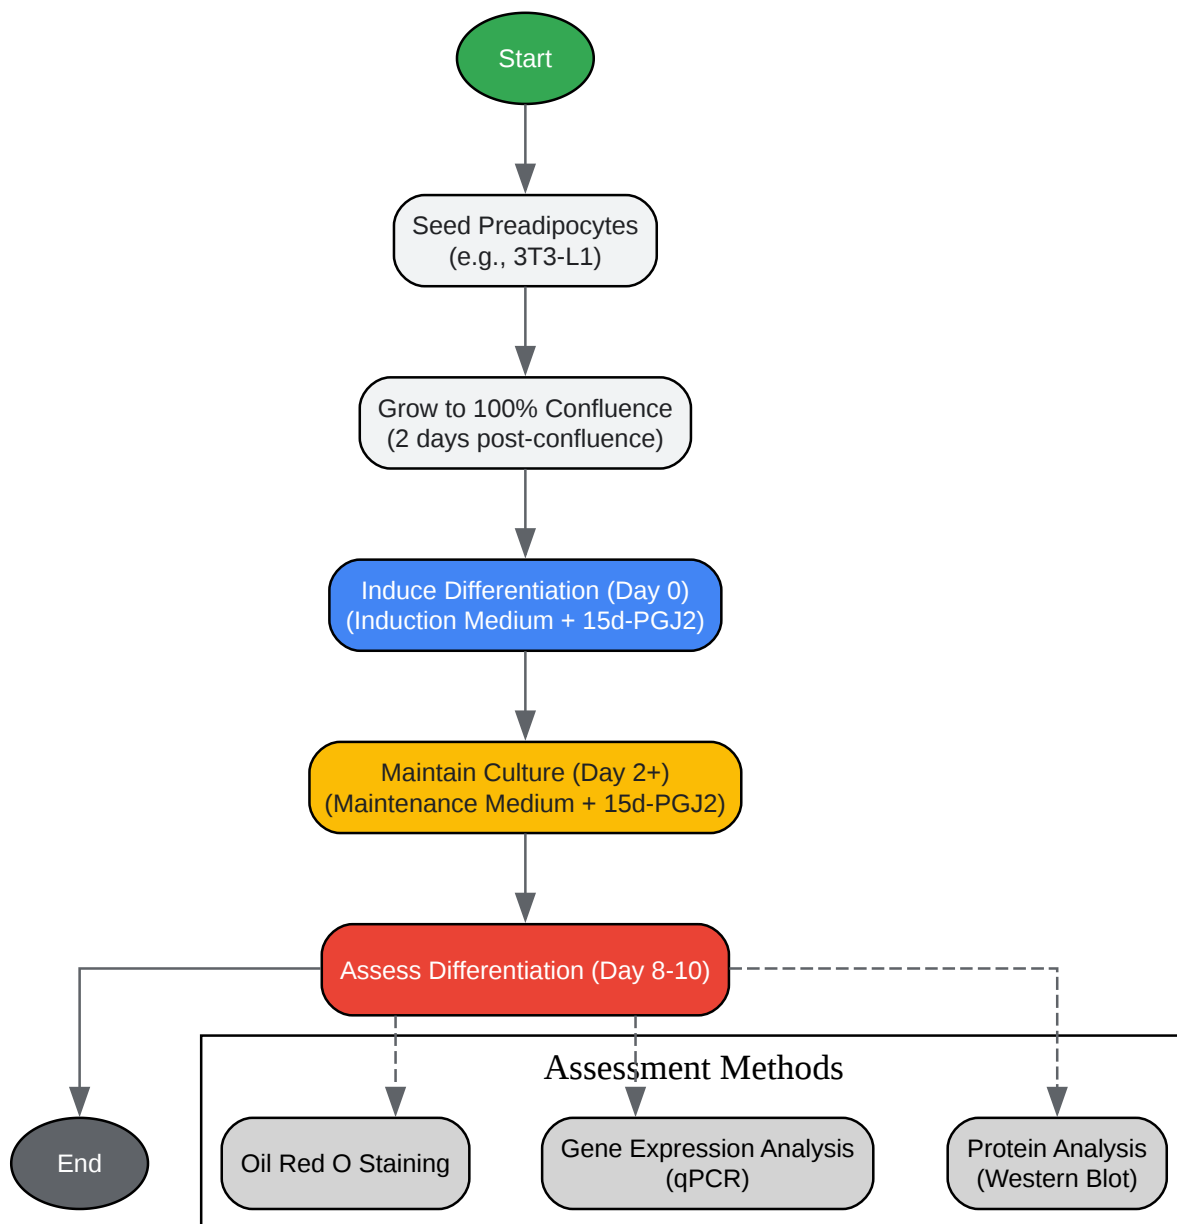 Start
Seed Preadipocytes
(e.g., 3T3-L1)
Grow to 100% Confluence
(2 days post-confluence)
Induce Differentiation (Day 0)
(Induction Medium + 15d-PGJ2)
Maintain Culture (Day 2+)
(Maintenance Medium + 15d-PGJ2)
Assess Differentiation (Day 8-10)
Assessment Methods
End
Oil Red O Staining
Gene Expression Analysis
(qPCR)
Protein Analysis
(Western Blot)